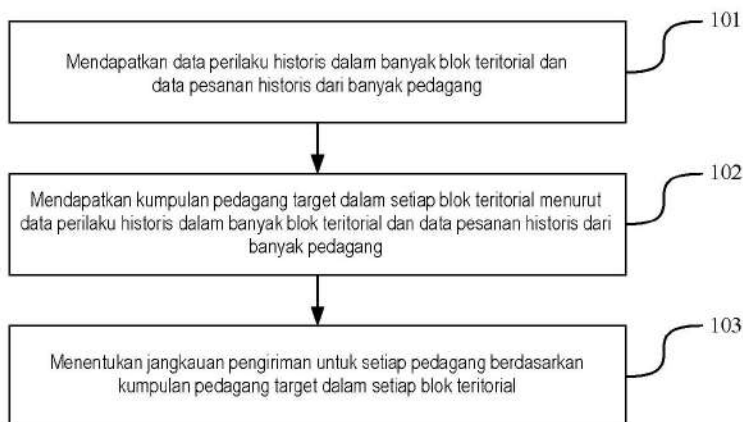 101
Mendapatkan data perilaku historis dalam banyak blok teritorial dan
data pesanan historis dari banyak pedagang
102
Mendapatkan kumpulan pedagang target dalam setiap blok teritorial menurut
data perilaku historis dalam banyak blok teritorial dan data pesanan historis dari
banyak pedagang
103
Menentukan jangkauan pengiriman untuk setiap pedagang berdasarkan
kumpulan pedagang target dalam setiap blok teritorial